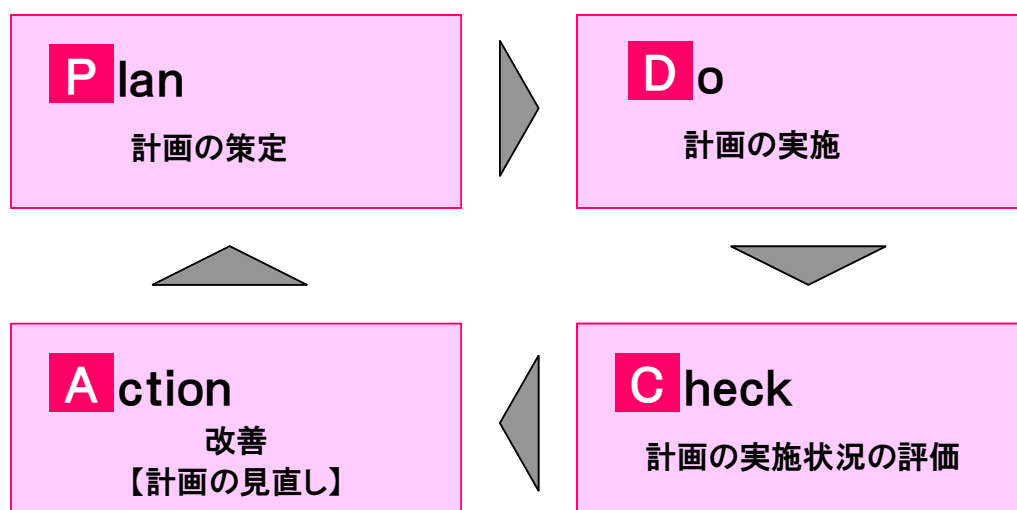 Plan
計画の策定
Do
計画の実施
Action
改善
【計画の見直し】
Check
計画の実施状況の評価